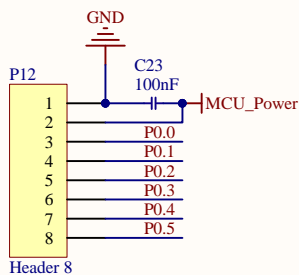 GND
C23
P12
100nF
1
MCU_Power
2
3 P0.0
4 P0.1
5 P0.2
6 P0.3
7 P0.4
8 P0.5
Header 8